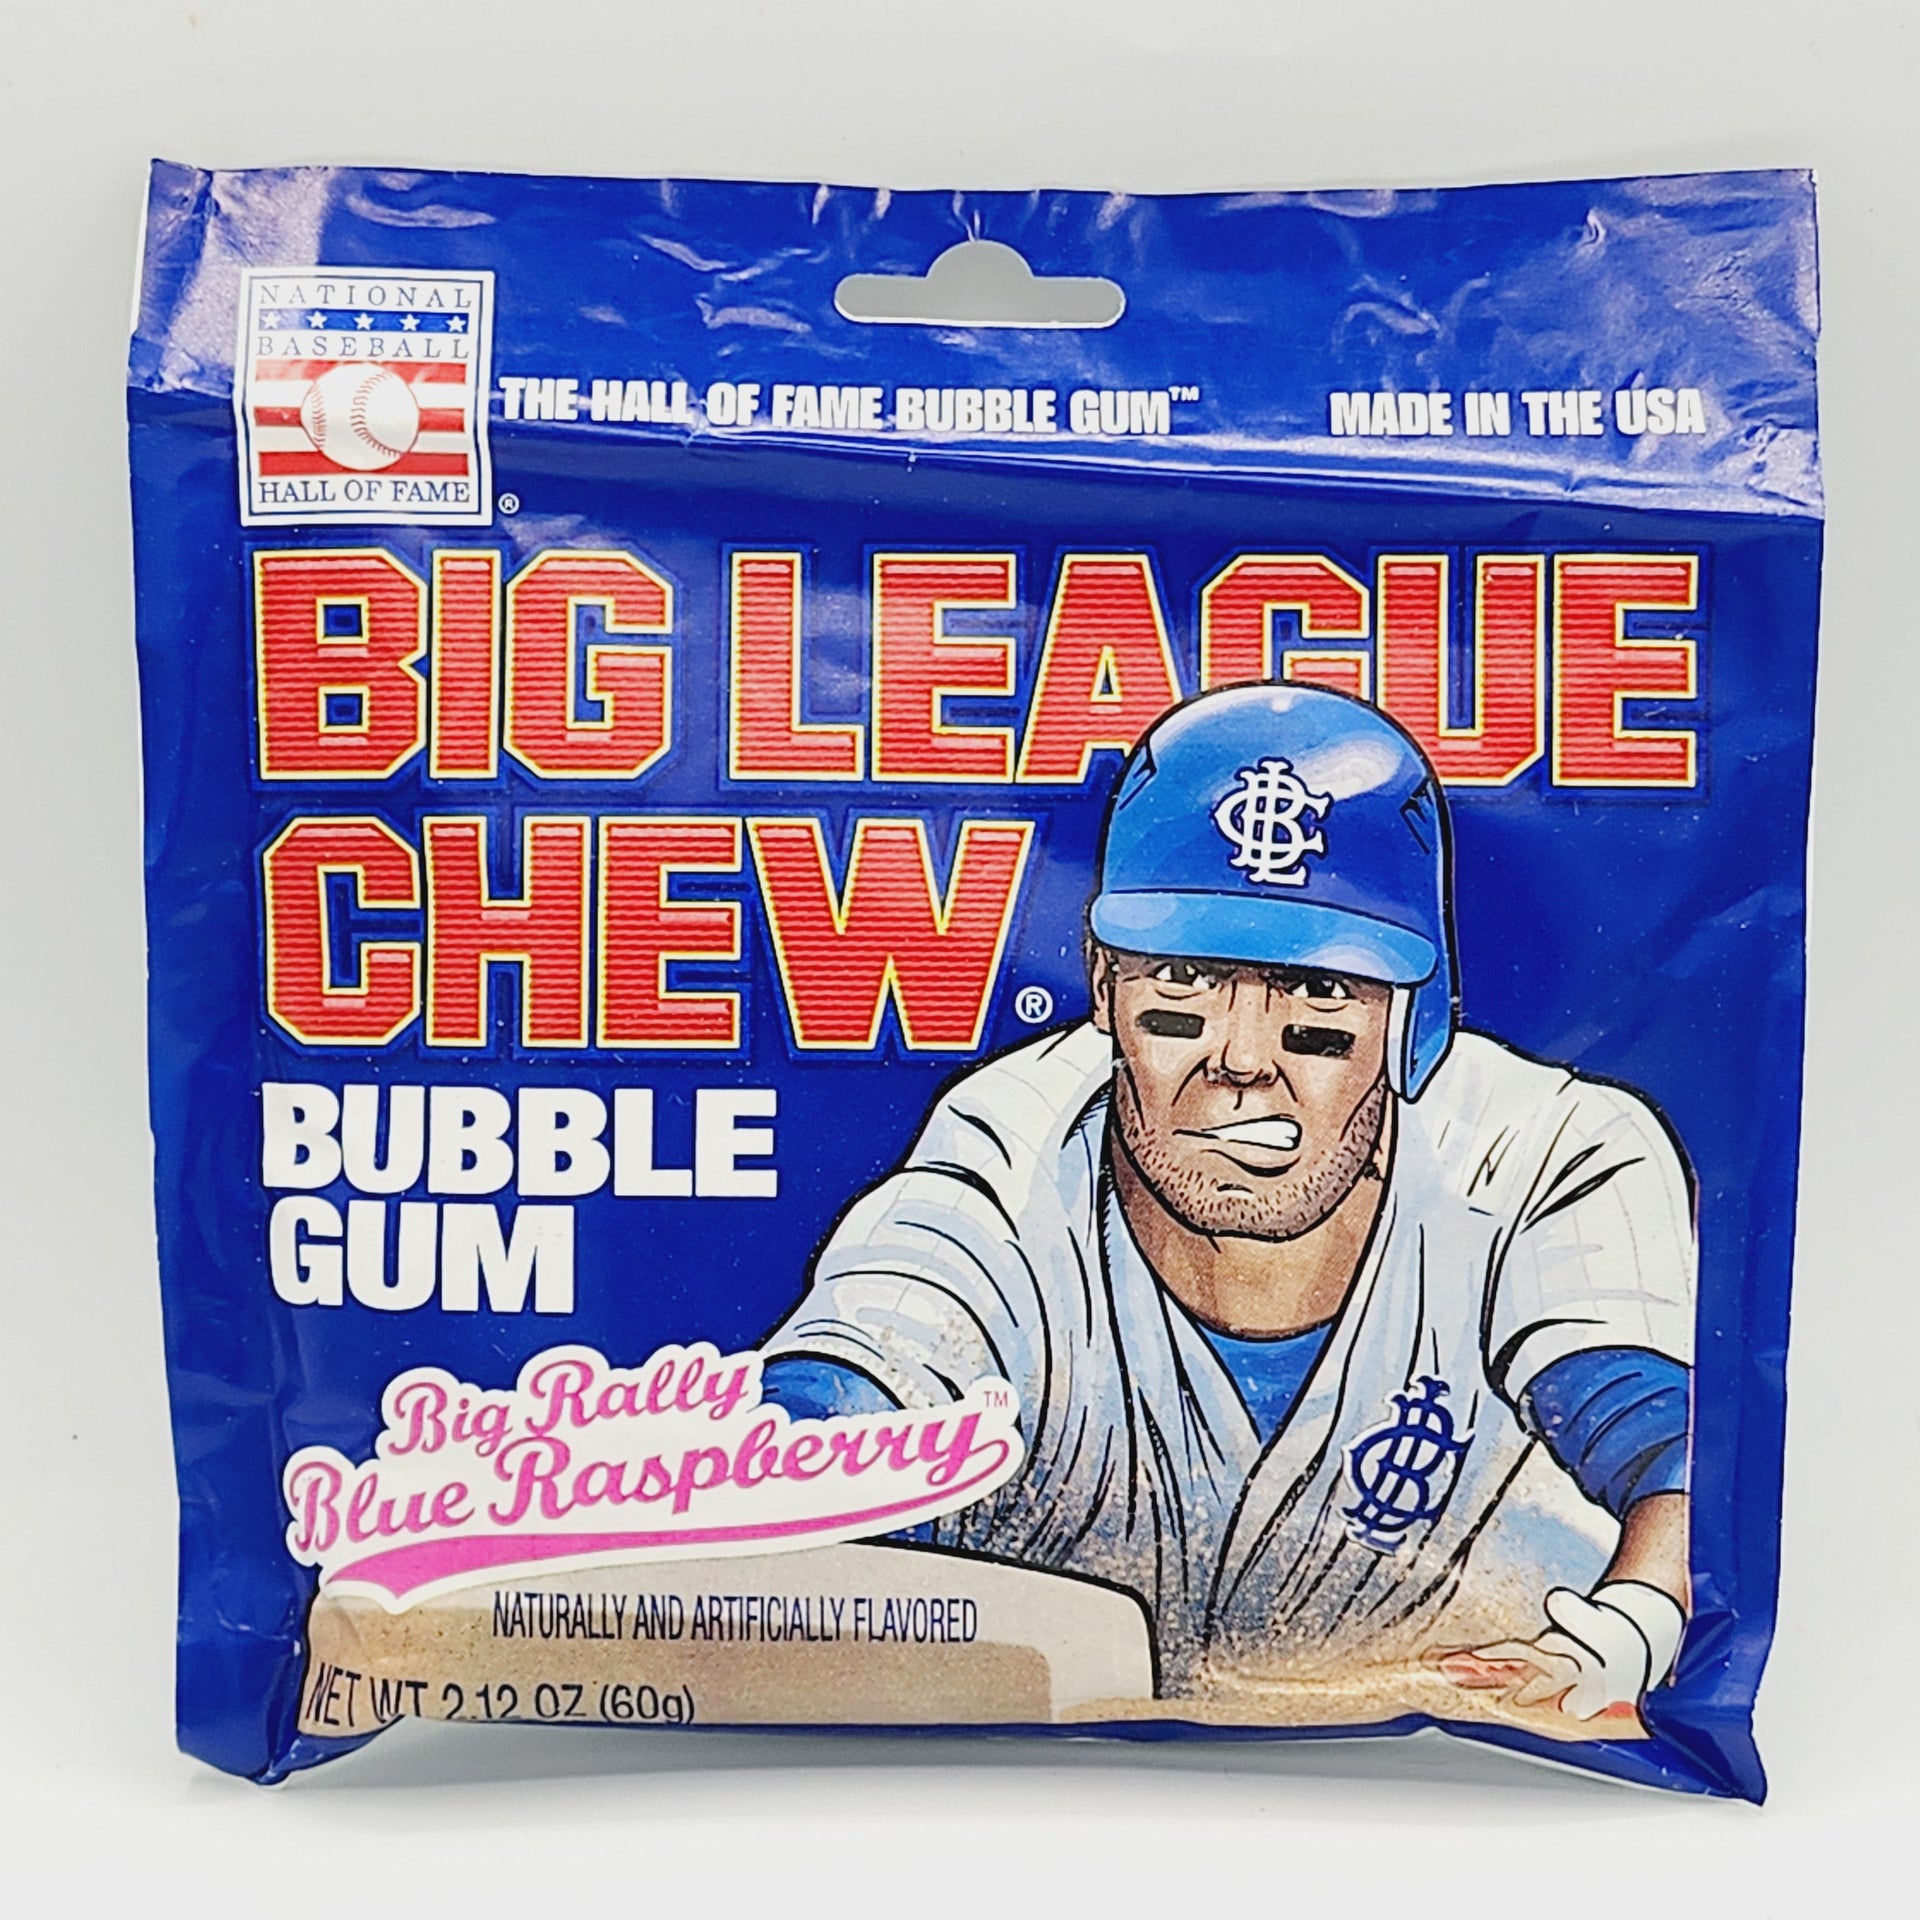 NATIONAL
BASEBALL
HALL OF FAME
®
THE HALL OF FAME BUBBLE GUM™
MADE IN THE USA
BIG LEAGUE
CHEW®
BUBBLE
GUM
Big Rally
Blue Raspberry™
NATURALLY AND ARTIFICIALLY FLAVORED
NET WT 2.12 OZ (60g)